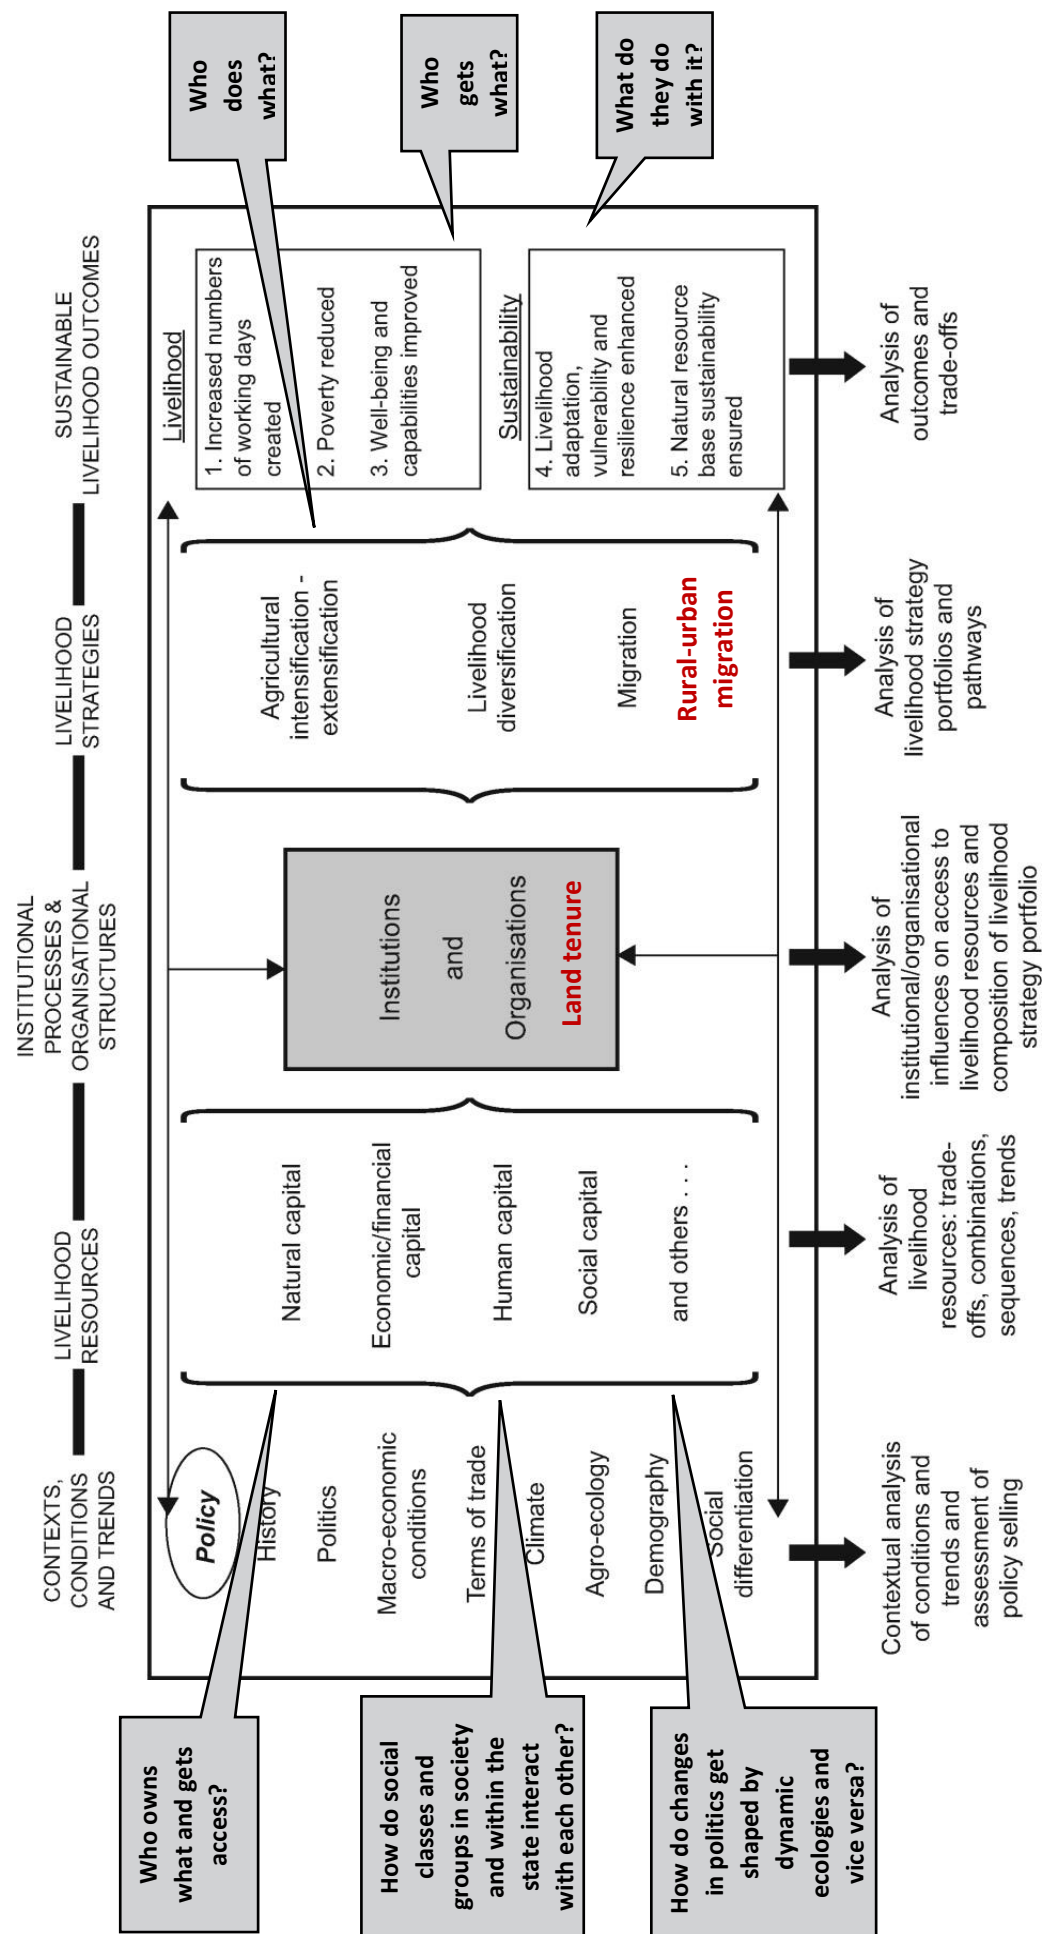 CONTEXTS,
CONDITIONS
AND TRENDS
LIVELIHOOD
RESOURCES
INSTITUTIONAL
PROCESSES &
ORGANISATIONAL
STRUCTURES
LIVELIHOOD
STRATEGIES
SUSTAINABLE
LIVELIHOOD OUTCOMES
Who owns
what and gets
access?
How do social
classes and
groups in society
and within the
state interact
with each other?
How do changes
in politics get
shaped by
dynamic
ecologies and
vice versa?
Policy
History
Politics
Macro-economic
conditions
Terms of trade
Climate
Agro-ecology
Demography
Social
differentiation
Natural capital
Economic/financial
capital
Human capital
Social capital
and others . . .
Institutions
and
Organisations
Land tenure
Agricultural
intensification -
extensification
Livelihood
diversification
Migration
Rural-urban
migration
Livelihood
1. Increased numbers
of working days
created
2. Poverty reduced
3. Well-being and
capabilities improved
Sustainability
4. Livelihood
adaptation,
vulnerability and
resilience enhanced
5. Natural resource
base sustainability
ensured
Who
does
what?
Who
gets
what?
What do
they do
with it?
Contextual analysis
of conditions and
trends and
assessment of
policy selling
Analysis of
livelihood
resources: trade-
offs, combinations,
sequences, trends
Analysis of
institutional/organisational
influences on access to
livelihood resources and
composition of livelihood
strategy portfolio
Analysis of
livelihood strategy
portfolios and
pathways
Analysis of
outcomes and
trade-offs